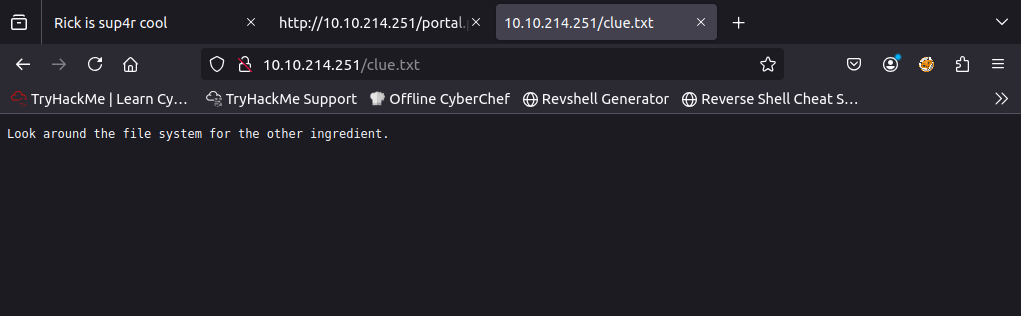 Rick is sup4r cool
http://10.10.214.251/portal.p
10.10.214.251/clue.txt
10.10.214.251/clue.txt
TryHackMe | Learn Cy…
TryHackMe Support
Offline CyberChef
Revshell Generator
Reverse Shell Cheat S…
Look around the file system for the other ingredient.